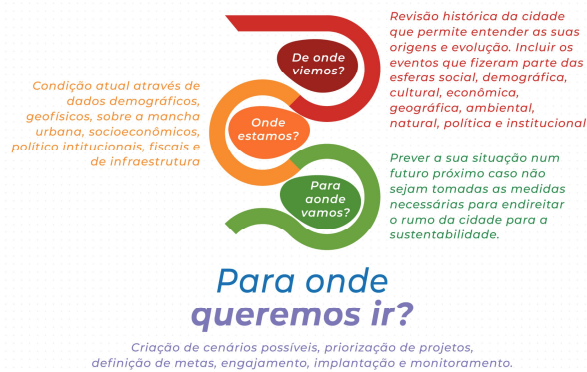 De onde
viemos?
Revisão histórica da cidade
que permite entender as suas
origens e evolução. Incluir os
eventos que fizeram parte das
esferas social, demográfica,
cultural, econômica,
geográfica, ambiental,
natural, política e institucional
Onde
estamos?
Condição atual através de
dados demográficos,
geofísicos, sobre a mancha
urbana, socioeconômicos,
político intitucionais, fiscais e
de infraestrutura
Para
aonde
vamos?
Prever a sua situação num
futuro próximo caso não
sejam tomadas as medidas
necessárias para endireitar
o rumo da cidade para a
sustentabilidade.
Para onde
queremos ir?
Criação de cenários possíveis, priorização de projetos,
definição de metas, engajamento, implantação e monitoramento.